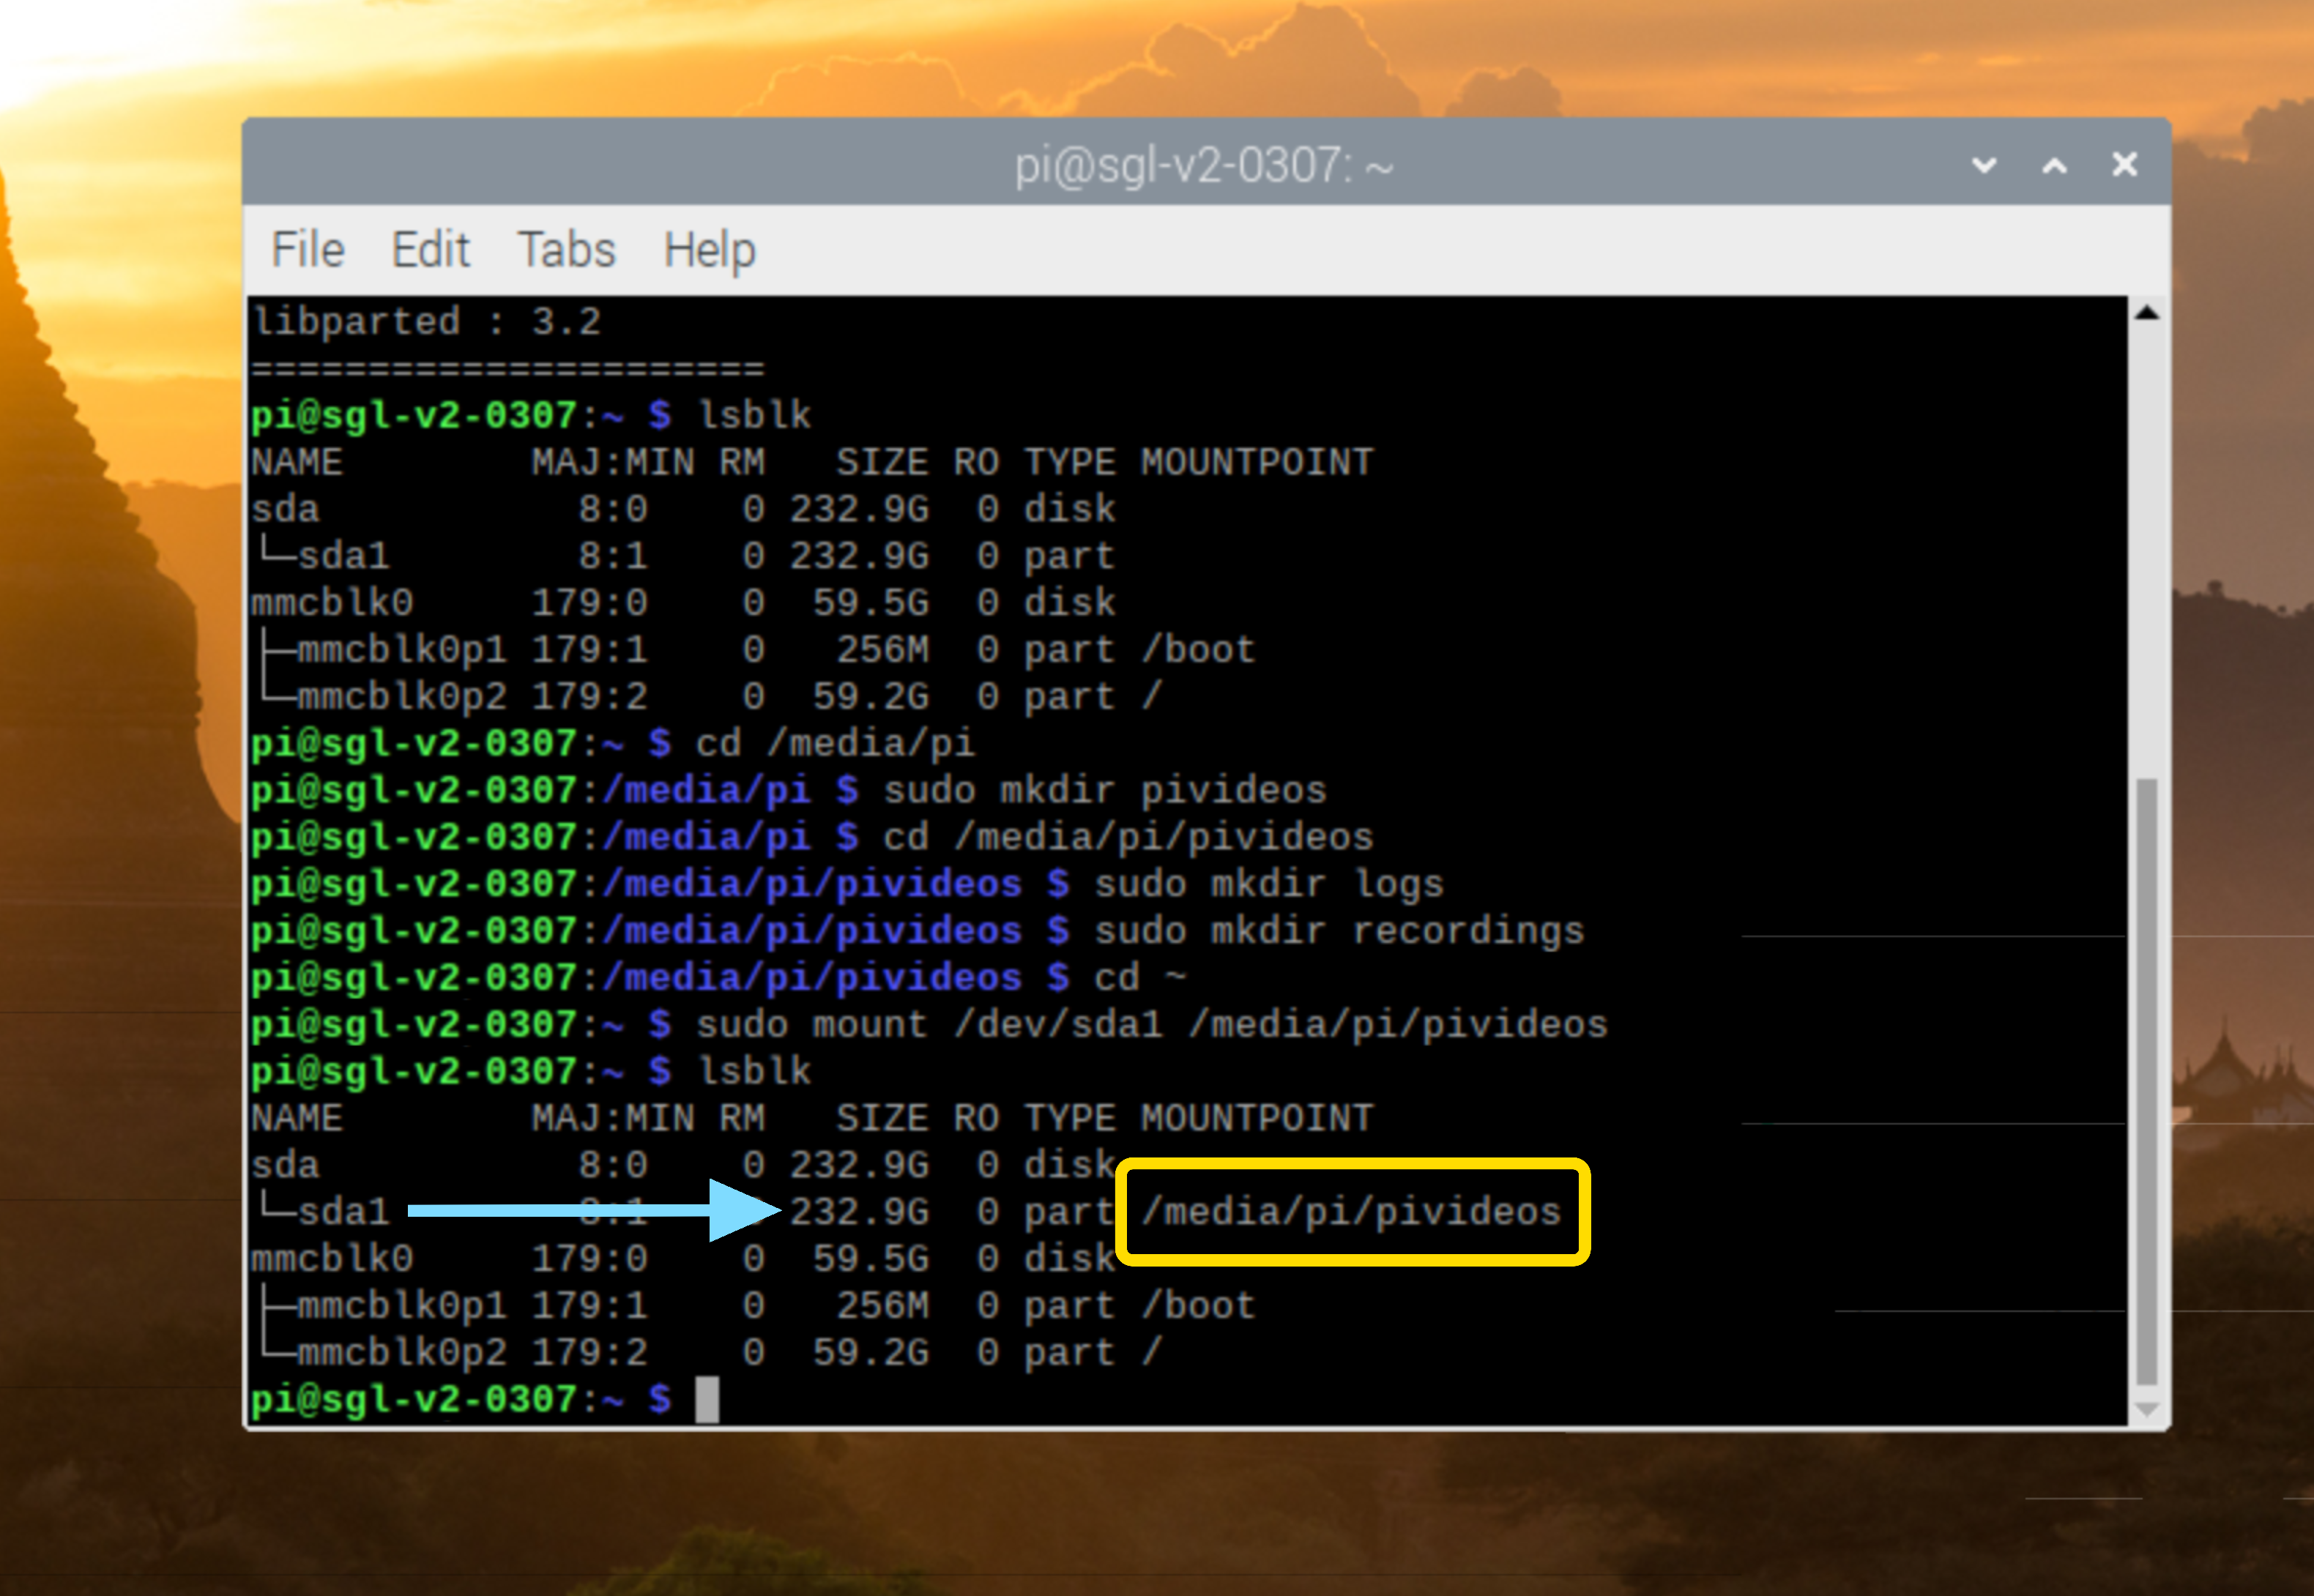 pi@sgl-v2-0307: ~
File Edit Tabs Help
libparted : 3.2
======================
pi@sgl-v2-0307:~ $ lsblk
NAME        MAJ:MIN RM   SIZE RO TYPE MOUNTPOINT
sda           8:0    0 232.9G  0 disk
└─sda1        8:1    0 232.9G  0 part
mmcblk0     179:0    0  59.5G  0 disk
├─mmcblk0p1 179:1    0   256M  0 part /boot
└─mmcblk0p2 179:2    0  59.2G  0 part /
pi@sgl-v2-0307:~ $ cd /media/pi
pi@sgl-v2-0307:/media/pi $ sudo mkdir pivideos
pi@sgl-v2-0307:/media/pi $ cd /media/pi/pivideos
pi@sgl-v2-0307:/media/pi/pivideos $ sudo mkdir logs
pi@sgl-v2-0307:/media/pi/pivideos $ sudo mkdir recordings
pi@sgl-v2-0307:/media/pi/pivideos $ cd ~
pi@sgl-v2-0307:~ $ sudo mount /dev/sda1 /media/pi/pivideos
pi@sgl-v2-0307:~ $ lsblk
NAME        MAJ:MIN RM   SIZE RO TYPE MOUNTPOINT
sda           8:0    0 232.9G  0 disk
└─sda1        8:1      232.9G  0 part /media/pi/pivideos
mmcblk0     179:0    0  59.5G  0 disk
├─mmcblk0p1 179:1    0   256M  0 part /boot
└─mmcblk0p2 179:2    0  59.2G  0 part /
pi@sgl-v2-0307:~ $